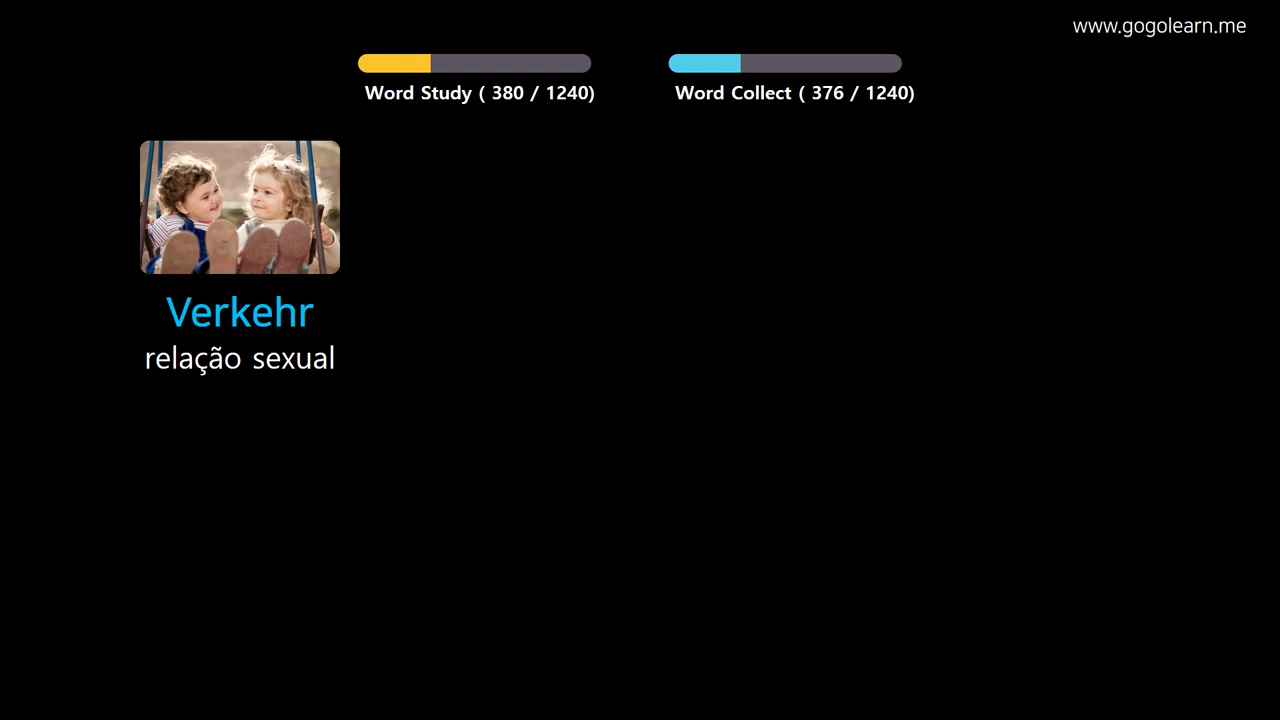 www.gogolearn.me
Word Study ( 380 / 1240)
Word Collect ( 376 / 1240)
Verkehr
relação sexual